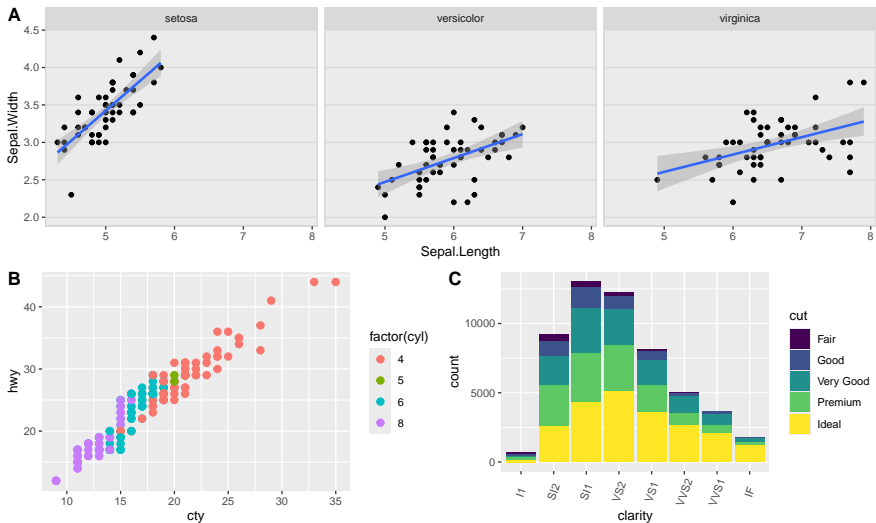 A
setosa
versicolor
virginica
Sepal.Width
4.5
4.0
3.5
3.0
2.5
2.0
5 6 7 8
5 6 7 8
5 6 7 8
Sepal.Length
B
hwy
40
30
20
10 15 20 25 30 35
cty
factor(cyl)
4
5
6
8
C
count
10000
5000
0
I1 SI2 SI1 VS2 VS1 VVS2 VVS1 IF
clarity
cut
Fair
Good
Very Good
Premium
Ideal